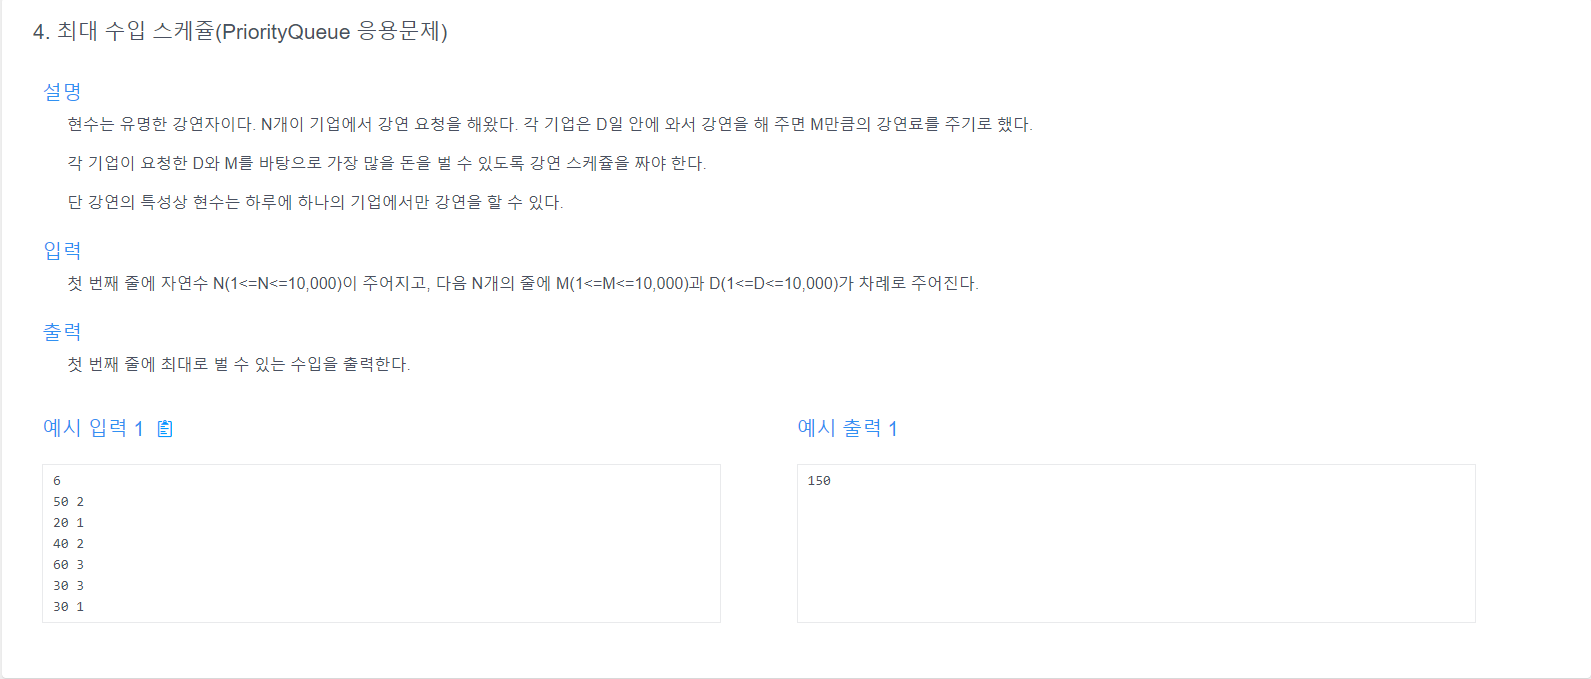 4. 최대 수입 스케쥴(PriorityQueue 응용문제)
설명
현수는 유명한 강연자이다. N개이 기업에서 강연 요청을 해왔다. 각 기업은 D일 안에 와서 강연을 해 주면 M만큼의 강연료를 주기로 했다.
각 기업이 요청한 D와 M를 바탕으로 가장 많을 돈을 벌 수 있도록 강연 스케쥴을 짜야 한다.
단 강연의 특성상 현수는 하루에 하나의 기업에서만 강연을 할 수 있다.
입력
첫 번째 줄에 자연수 N(1<=N<=10,000)이 주어지고, 다음 N개의 줄에 M(1<=M<=10,000)과 D(1<=D<=10,000)가 차례로 주어진다.
출력
첫 번째 줄에 최대로 벌 수 있는 수입을 출력한다.
예시 입력 1
6
50 2
20 1
40 2
60 3
30 3
30 1
예시 출력 1
150